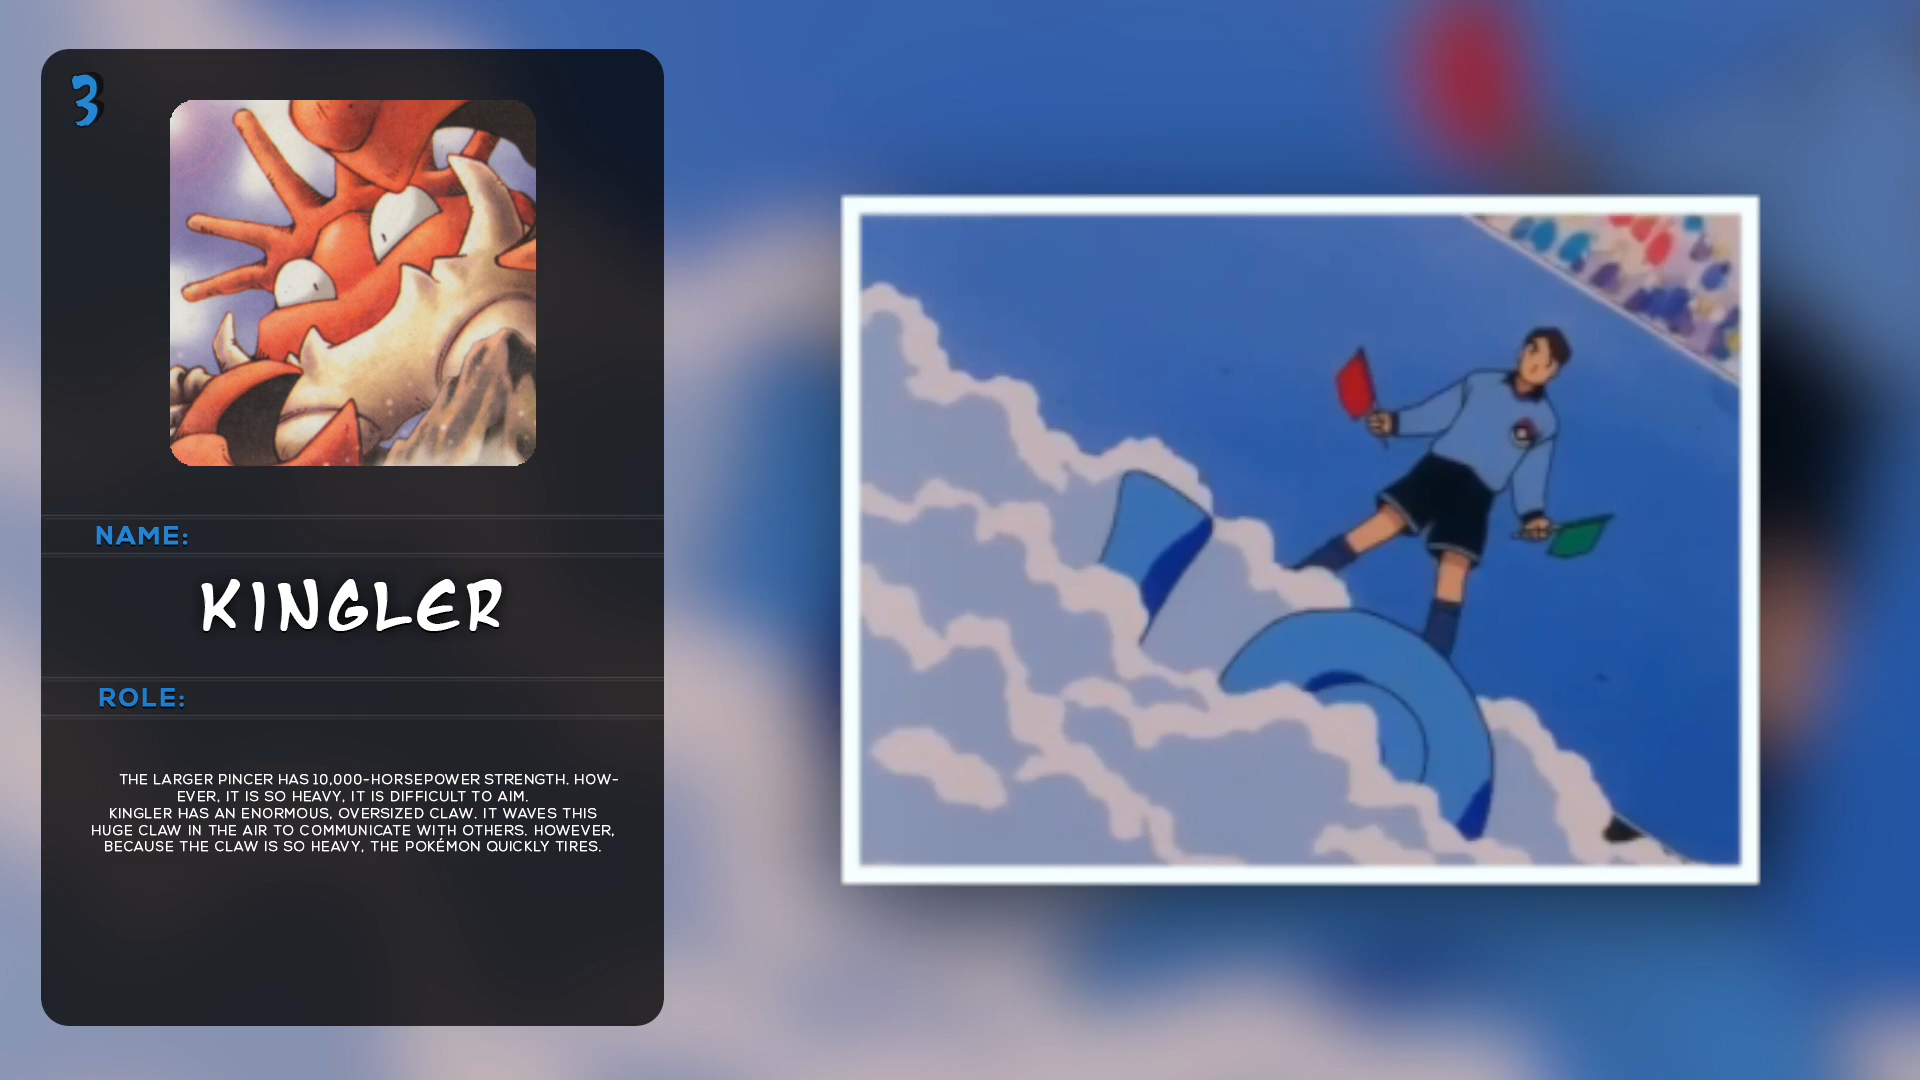 3
NAME:
KINGLER
ROLE:
THE LARGER PINCER HAS 10,000-HORSEPOWER STRENGTH. HOW-
EVER, IT IS SO HEAVY, IT IS DIFFICULT TO AIM.
KINGLER HAS AN ENORMOUS, OVERSIZED CLAW. IT WAVES THIS
HUGE CLAW IN THE AIR TO COMMUNICATE WITH OTHERS. HOWEVER,
BECAUSE THE CLAW IS SO HEAVY, THE POKÉMON QUICKLY TIRES.